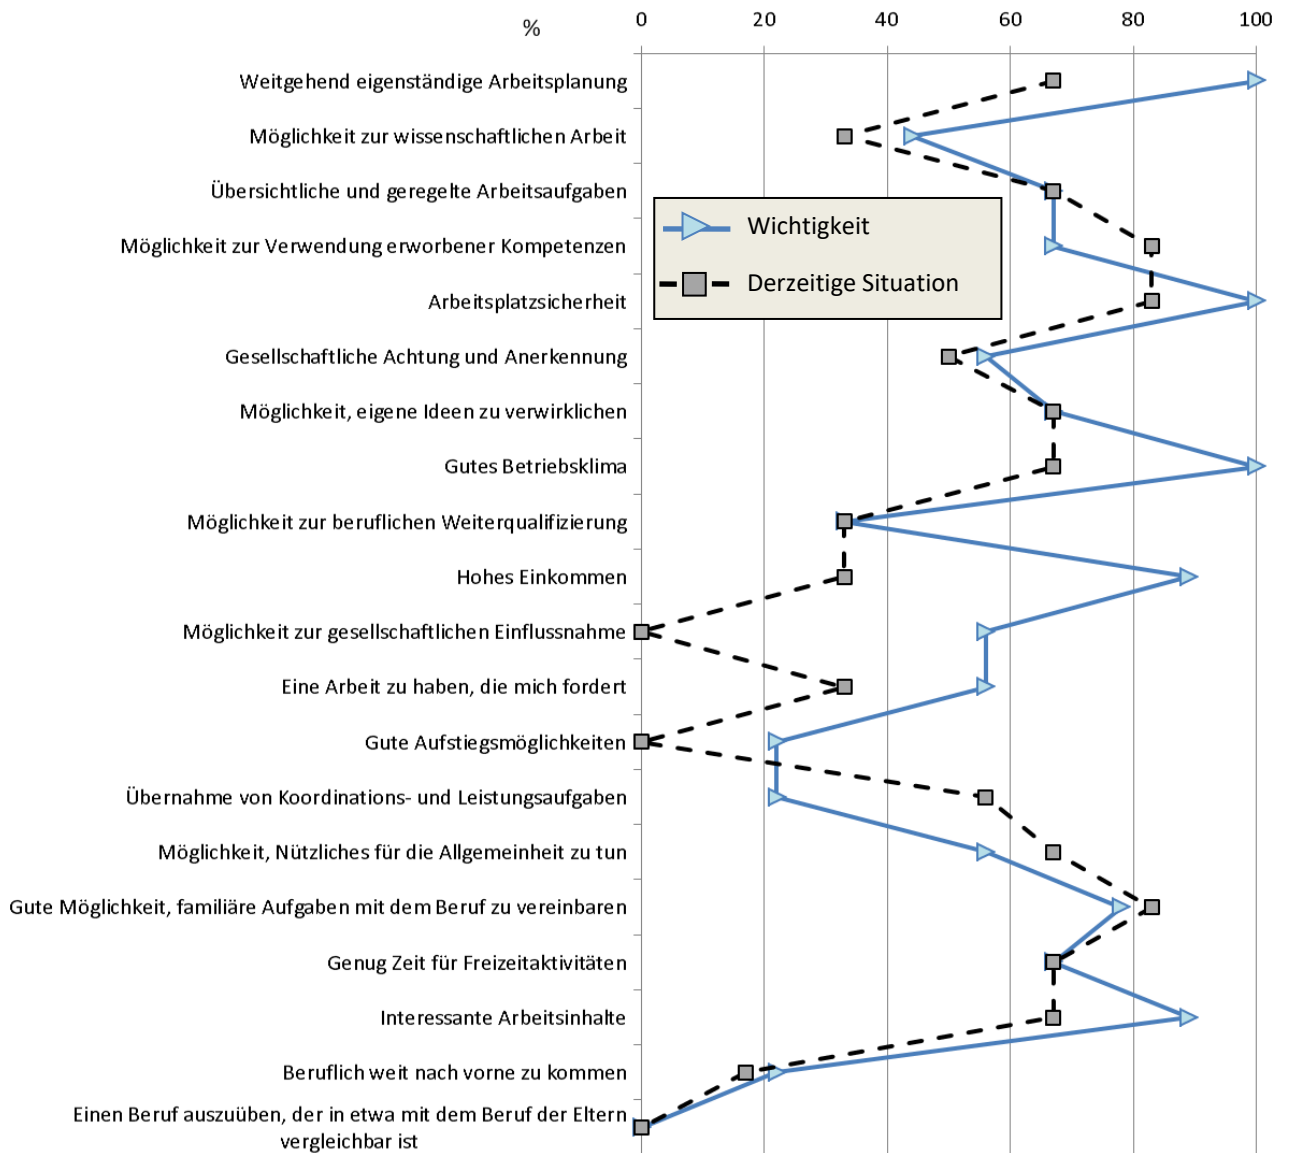 %
0 20 40 60 80 100
Weitgehend eigenständige Arbeitsplanung
Möglichkeit zur wissenschaftlichen Arbeit
Übersichtliche und geregelte Arbeitsaufgaben
Möglichkeit zur Verwendung erworbener Kompetenzen
Arbeitsplatzsicherheit
Gesellschaftliche Achtung und Anerkennung
Möglichkeit, eigene Ideen zu verwirklichen
Gutes Betriebsklima
Möglichkeit zur beruflichen Weiterqualifizierung
Hohes Einkommen
Möglichkeit zur gesellschaftlichen Einflussnahme
Eine Arbeit zu haben, die mich fordert
Gute Aufstiegsmöglichkeiten
Übernahme von Koordinations- und Leistungsaufgaben
Möglichkeit, Nützliches für die Allgemeinheit zu tun
Gute Möglichkeit, familiäre Aufgaben mit dem Beruf zu vereinbaren
Genug Zeit für Freizeitaktivitäten
Interessante Arbeitsinhalte
Beruflich weit nach vorne zu kommen
Einen Beruf auszuüben, der in etwa mit dem Beruf der Eltern
vergleichbar ist
Wichtigkeit
Derzeitige Situation